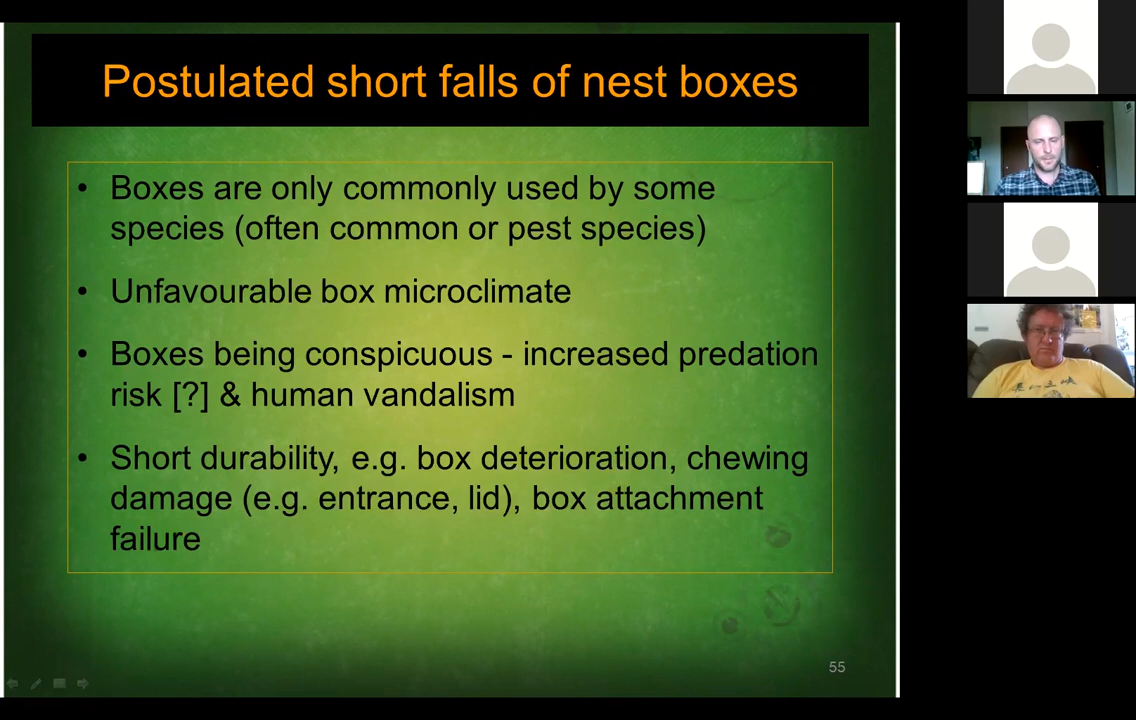 Postulated short falls of nest boxes
• Boxes are only commonly used by some
species (often common or pest species)
• Unfavourable box microclimate
• Boxes being conspicuous - increased predation
risk [?] & human vandalism
• Short durability, e.g. box deterioration, chewing
damage (e.g. entrance, lid), box attachment
failure
55